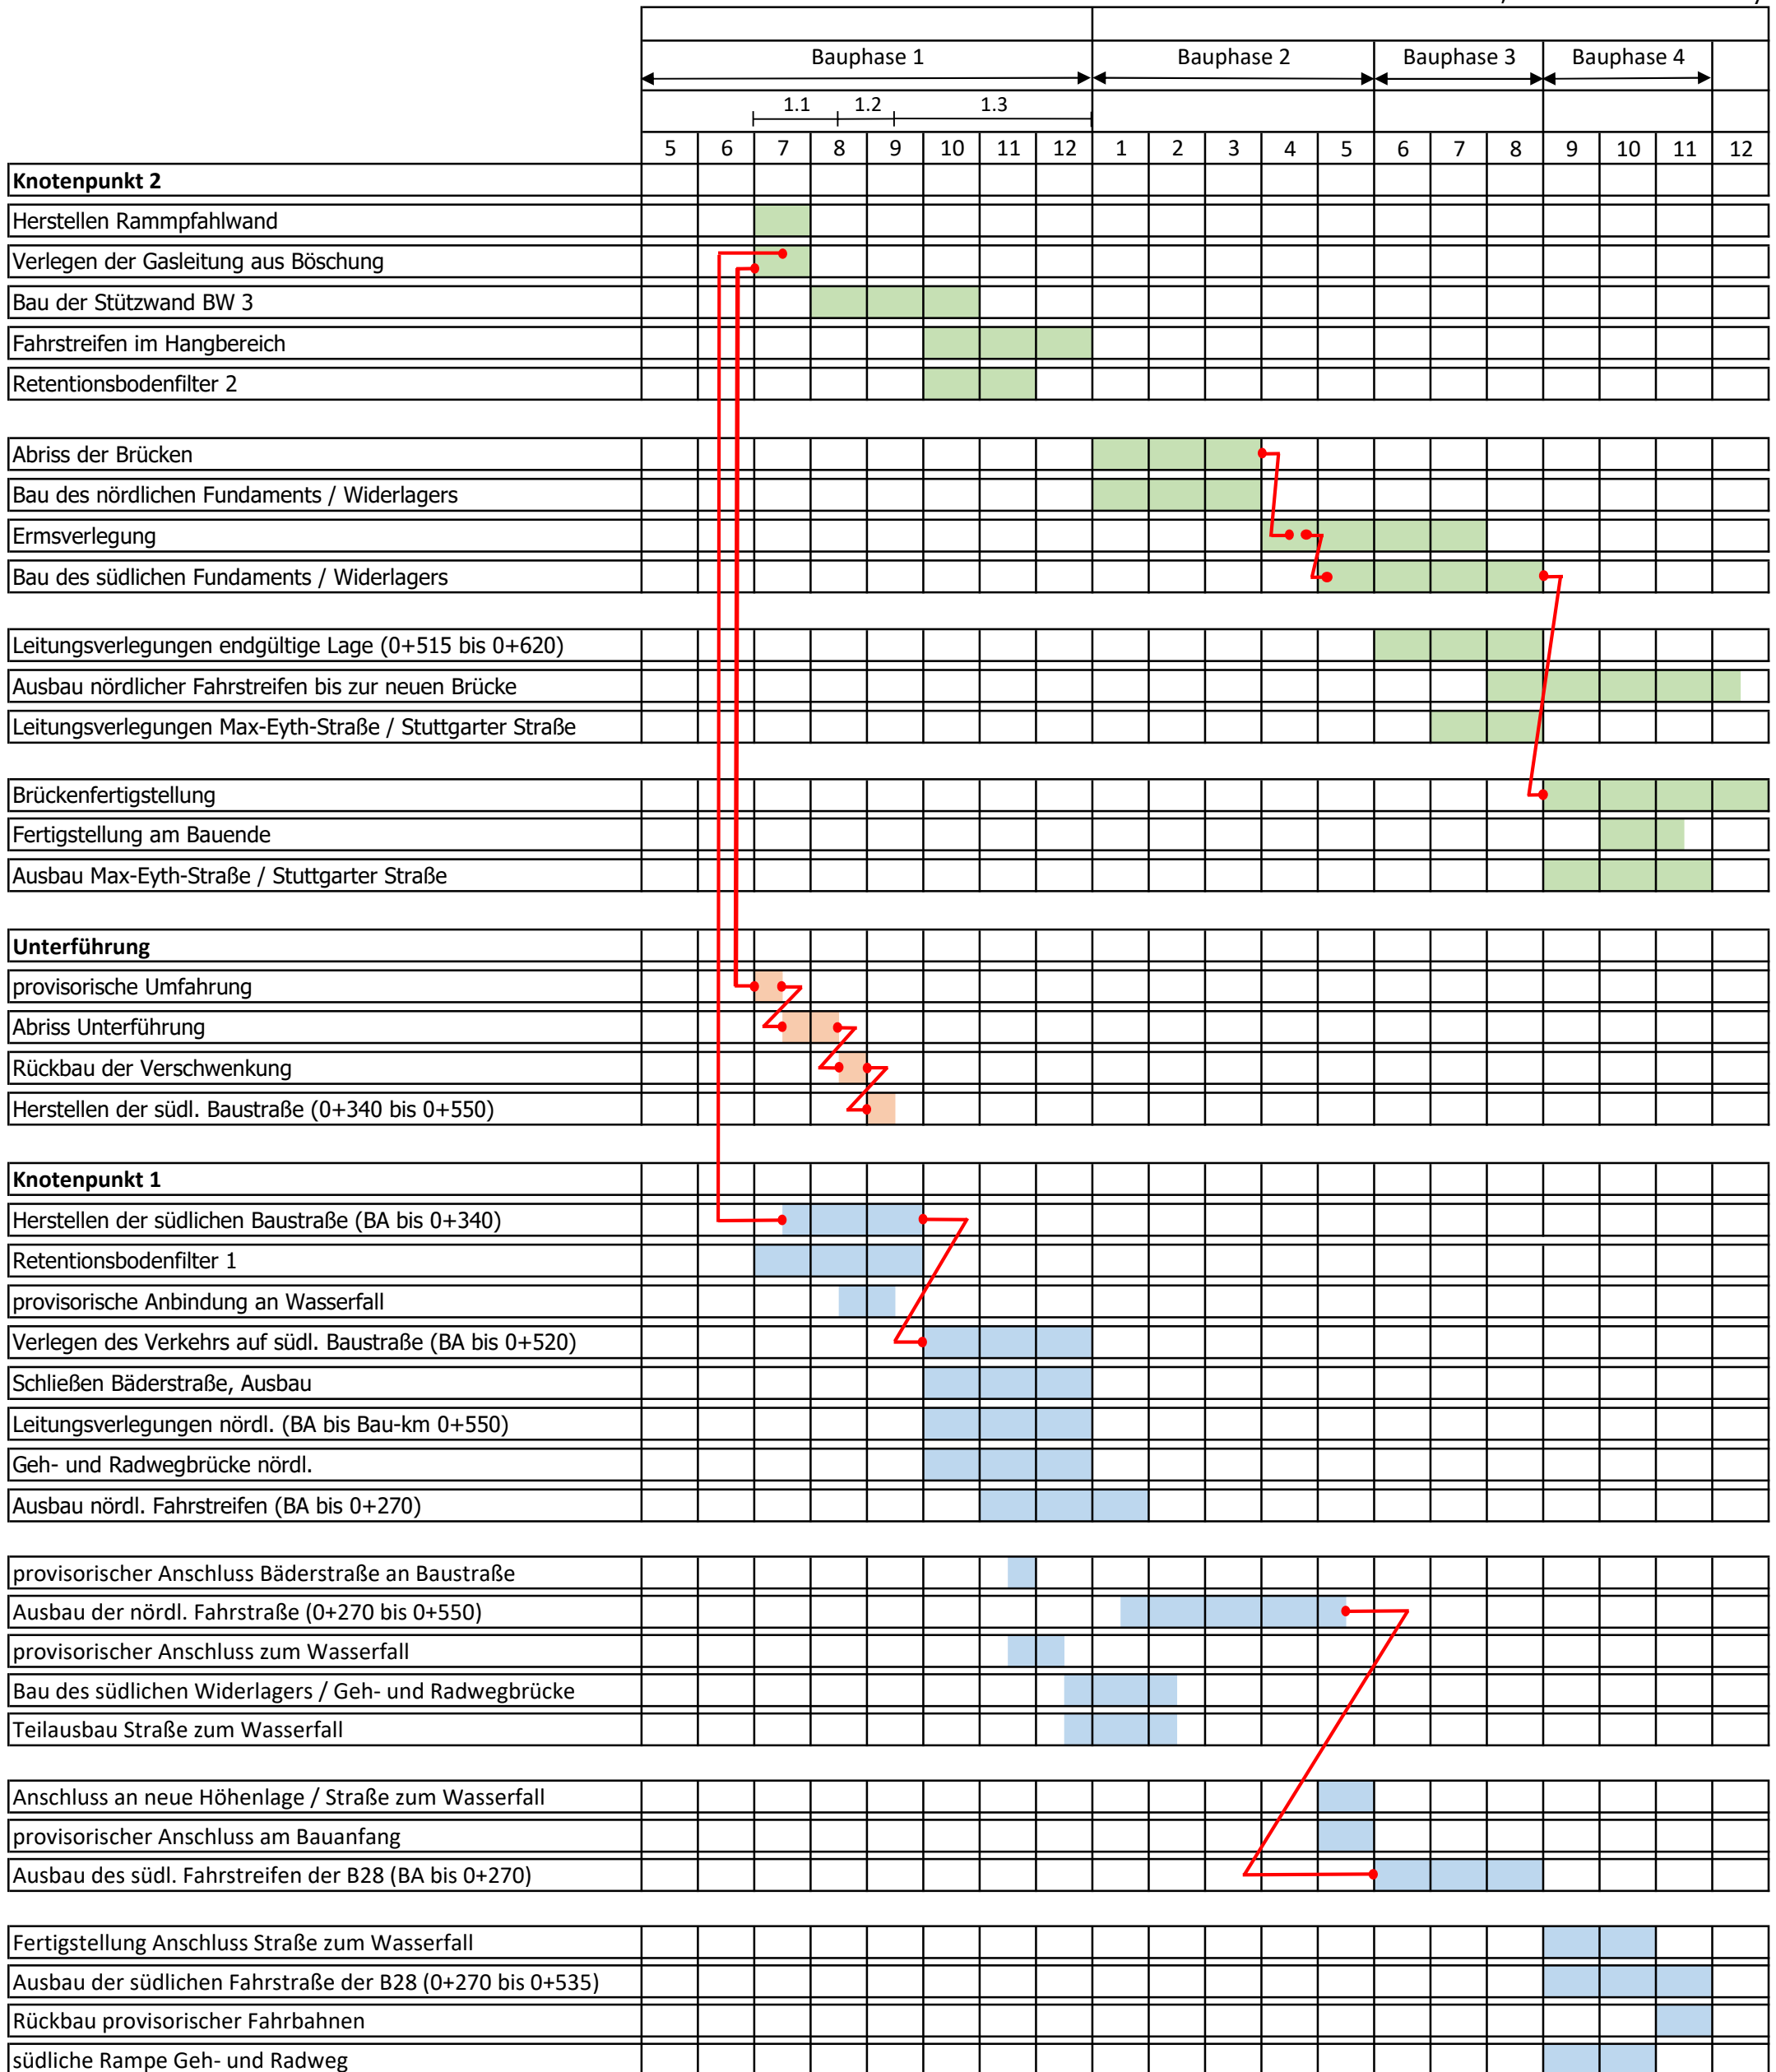 Bauphase 1 Bauphase 2 Bauphase 3 Bauphase 4
1.1 1.2 1.3
5 6 7 8 9 10 11 12 1 2 3 4 5 6 7 8 9 10 11 12
Knotenpunkt 2
Herstellen Rammpfahlwand
Verlegen der Gasleitung aus Böschung
Bau der Stützwand BW 3
Fahrstreifen im Hangbereich
Retentionsbodenfilter 2
Abriss der Brücken
Bau des nördlichen Fundaments / Widerlagers
Ermsverlegung
Bau des südlichen Fundaments / Widerlagers
Leitungsverlegungen endgültige Lage (0+515 bis 0+620)
Ausbau nördlicher Fahrstreifen bis zur neuen Brücke
Leitungsverlegungen Max-Eyth-Straße / Stuttgarter Straße
Brückenfertigstellung
Fertigstellung am Bauende
Ausbau Max-Eyth-Straße / Stuttgarter Straße
Unterführung
provisorische Umfahrung
Abriss Unterführung
Rückbau der Verschwenkung
Herstellen der südl. Baustraße (0+340 bis 0+550)
Knotenpunkt 1
Herstellen der südlichen Baustraße (BA bis 0+340)
Retentionsbodenfilter 1
provisorische Anbindung an Wasserfall
Verlegen des Verkehrs auf südl. Baustraße (BA bis 0+520)
Schließen Bäderstraße, Ausbau
Leitungsverlegungen nördl. (BA bis Bau-km 0+550)
Geh- und Radwegbrücke nördl.
Ausbau nördl. Fahrstreifen (BA bis 0+270)
provisorischer Anschluss Bäderstraße an Baustraße
Ausbau der nördl. Fahrstraße (0+270 bis 0+550)
provisorischer Anschluss zum Wasserfall
Bau des südlichen Widerlagers / Geh- und Radwegbrücke
Teilausbau Straße zum Wasserfall
Anschluss an neue Höhenlage / Straße zum Wasserfall
provisorischer Anschluss am Bauanfang
Ausbau des südl. Fahrstreifen der B28 (BA bis 0+270)
Fertigstellung Anschluss Straße zum Wasserfall
Ausbau der südlichen Fahrstraße der B28 (0+270 bis 0+535)
Rückbau provisorischer Fahrbahnen
südliche Rampe Geh- und Radweg